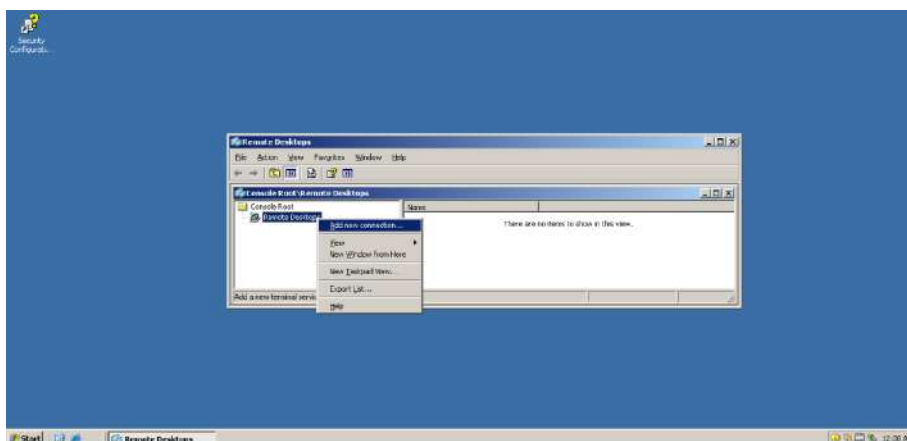 Security
Configurati...
Remote Desktops
File Action View Favorites Window Help
Console Root\Remote Desktops
Console Root
Remote Desktops
Name
There are no items to show in this view.
Add new connection...
View
New Window from Here
New Taskpad View...
Export List...
Help
Add a new terminal servi
Start
Remote Desktops